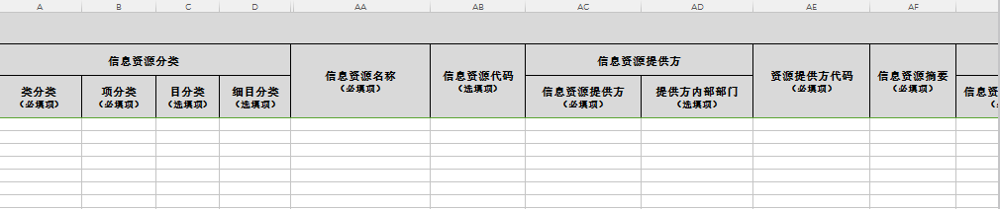 A B C D AA AB AC AD AE AF
信息资源分类
信息资源名称
（必填项）
信息资源代码
（选填项）
信息资源提供方
资源提供方代码
（必填项）
信息资源摘要
（必填项）
类分类
（必填项）
项分类
（必填项）
目分类
（选填项）
细目分类
（选填项）
信息资源提供方
（必填项）
提供方内部部门
（选填项）
信息资